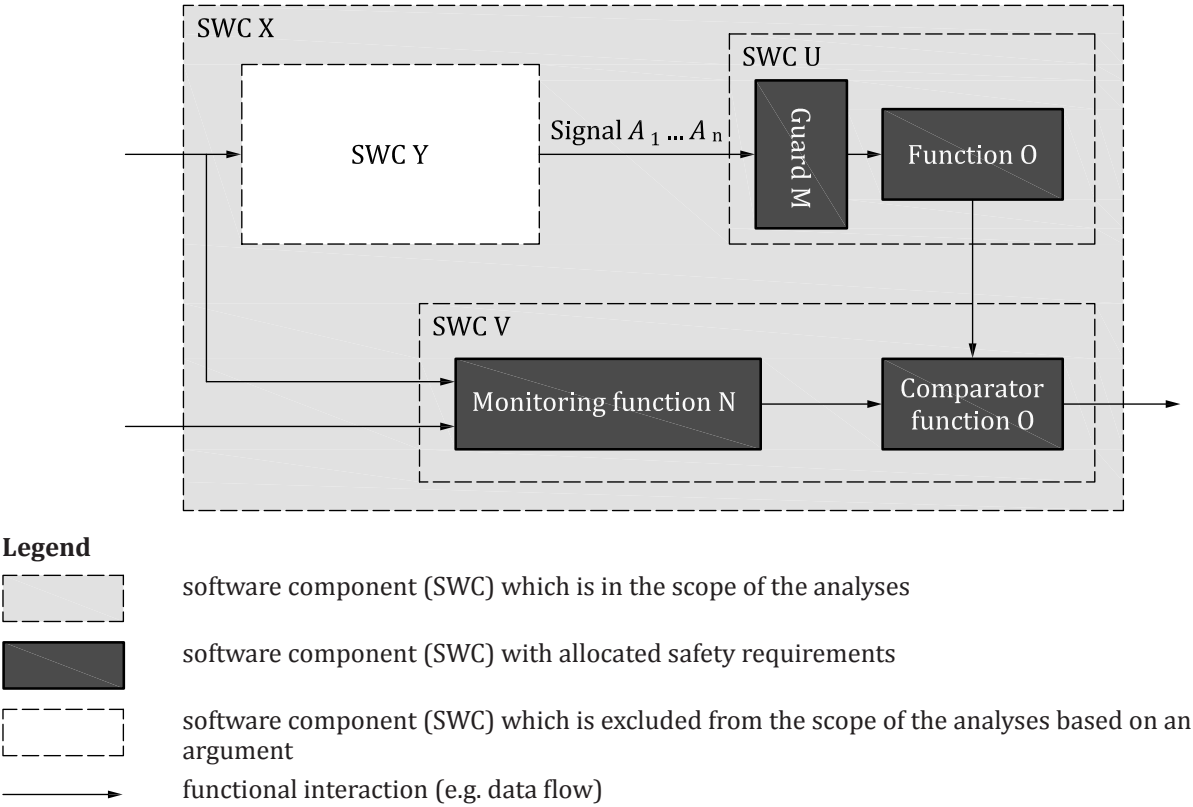 SWC X
SWC U
SWC Y
Signal A 1 ... A n
Guard M
Function O
SWC V
Monitoring function N
Comparator
function O
Legend
software component (SWC) which is in the scope of the analyses
software component (SWC) with allocated safety requirements
software component (SWC) which is excluded from the scope of the analyses based on an
argument
functional interaction (e.g. data flow)